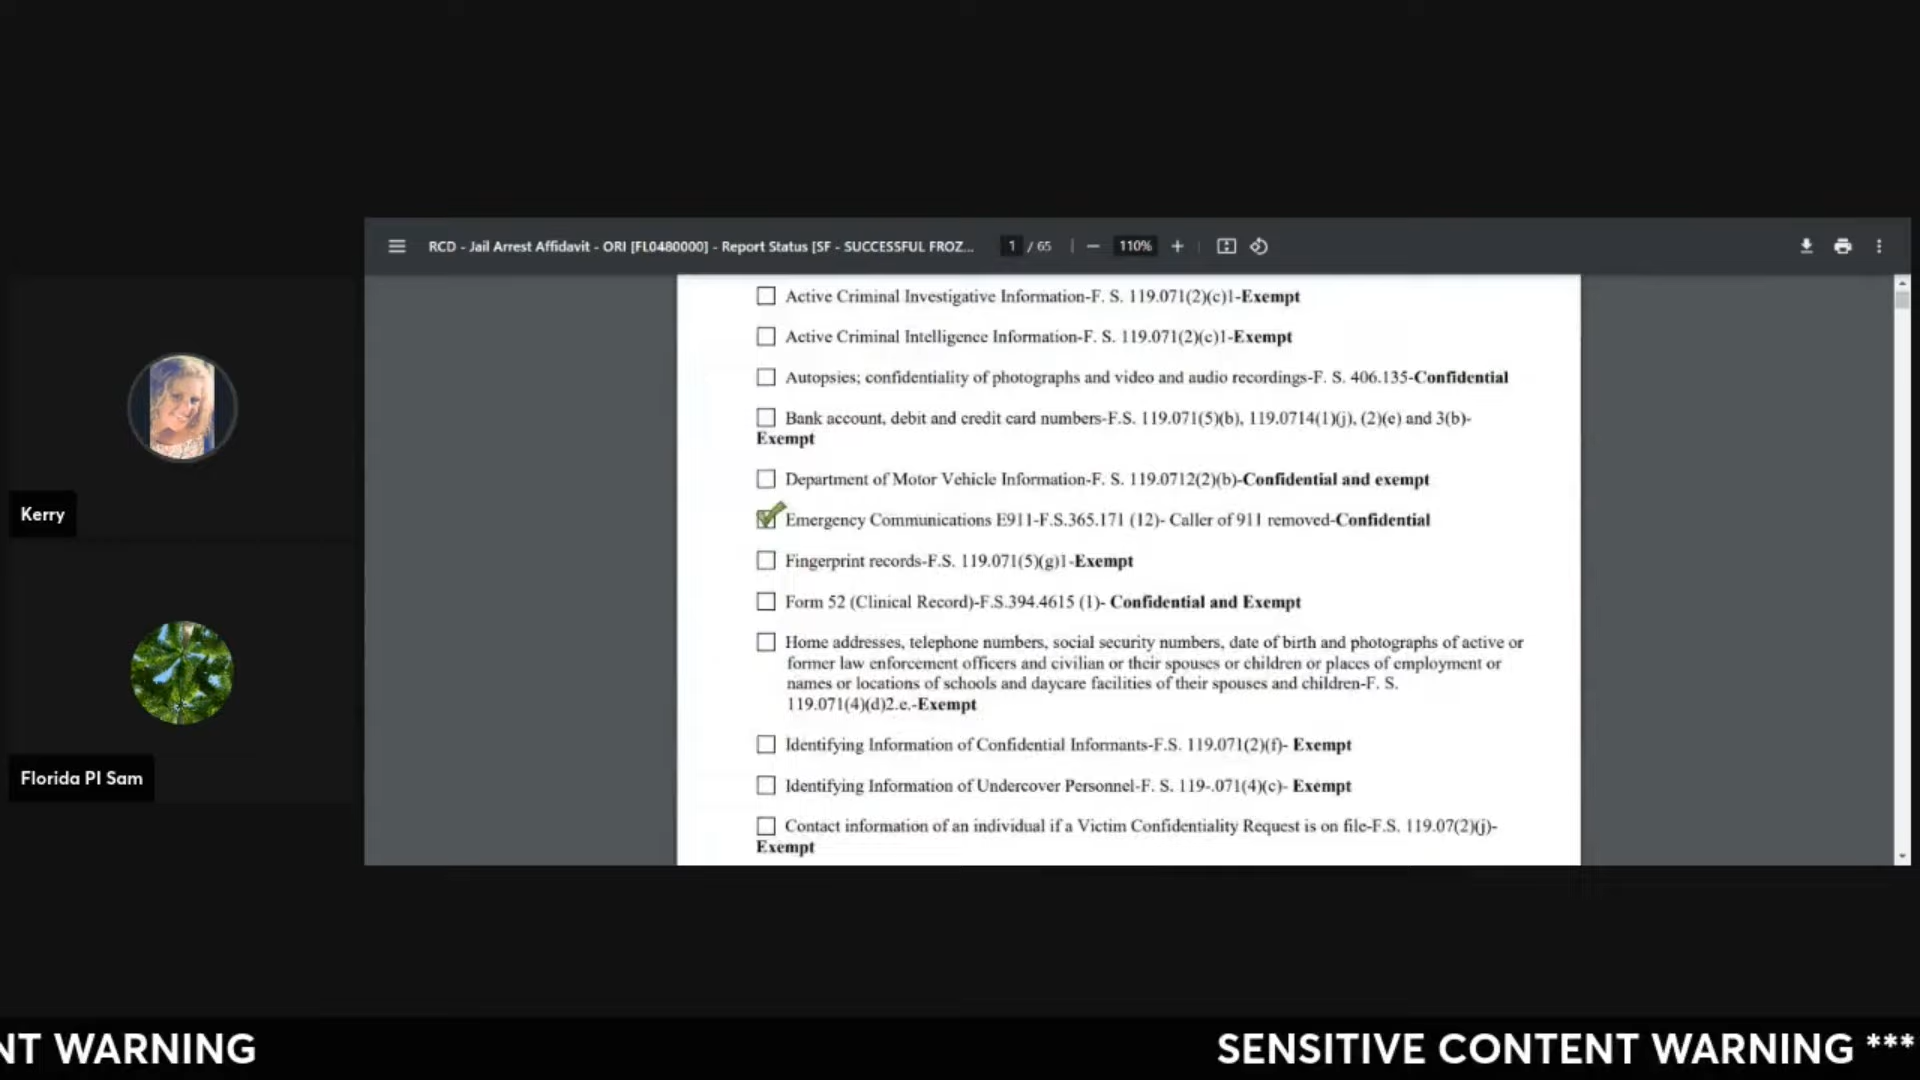 RCD - Jail Arrest Affidavit - ORI [FL0480000] - Report Status [SF - SUCCESSFUL FROZ...
1 / 65
110%
Active Criminal Investigative Information-F. S. 119.071(2)(c)1-Exempt
Active Criminal Intelligence Information-F. S. 119.071(2)(c)1-Exempt
Autopsies; confidentiality of photographs and video and audio recordings-F. S. 406.135-Confidential
Bank account, debit and credit card numbers-F.S. 119.071(5)(b), 119.0714(1)(j), (2)(e) and 3(b)-
Exempt
Department of Motor Vehicle Information-F. S. 119.0712(2)(b)-Confidential and exempt
Emergency Communications E911-F.S.365.171 (12)- Caller of 911 removed-Confidential
Fingerprint records-F.S. 119.071(5)(g)1-Exempt
Form 52 (Clinical Record)-F.S.394.4615 (1)- Confidential and Exempt
Home addresses, telephone numbers, social security numbers, date of birth and photographs of active or
former law enforcement officers and civilian or their spouses or children or places of employment or
names or locations of schools and daycare facilities of their spouses and children-F. S.
119.071(4)(d)2.e.-Exempt
Identifying Information of Confidential Informants-F.S. 119.071(2)(f)- Exempt
Identifying Information of Undercover Personnel-F. S. 119-.071(4)(c)- Exempt
Contact information of an individual if a Victim Confidentiality Request is on file-F.S. 119.07(2)(j)-
Exempt
Kerry
Florida PI Sam
NT WARNING
SENSITIVE CONTENT WARNING ***